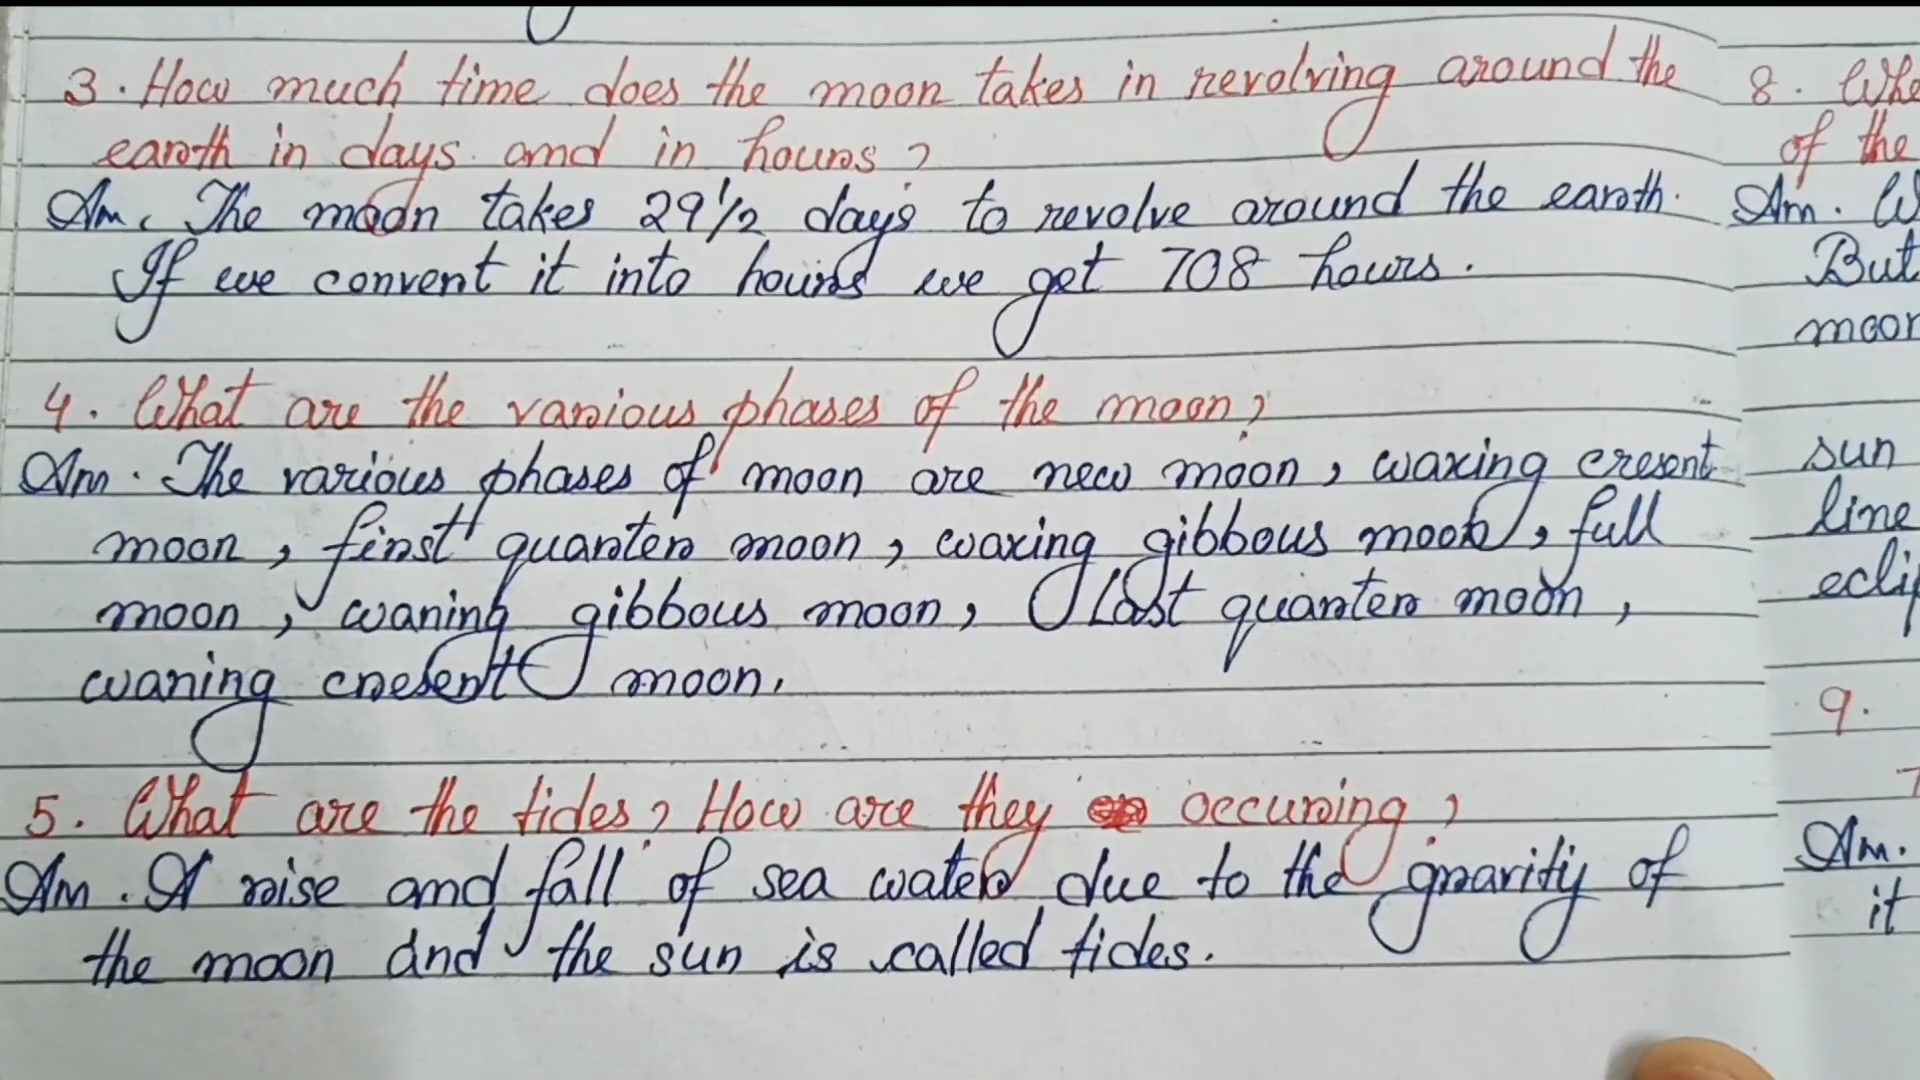 3. How much time does the moon takes in revolving around the
earth in days and in hours?
Ans. The moon takes 29 1/2 days to revolve around the earth.
If we convert it into hours we get 708 hours.
4. What are the various phases of the moon?
Ans. The various phases of moon are new moon, waxing cresent
moon, first quarter moon, waxing gibbous moon, full
moon, waning gibbous moon, Last quarter moon,
waning cresent moon.
5. What are the tides? How are they occuring?
Ans. A rise and fall of sea water due to the gravity of
the moon and the sun is called tides.
8.
of the
Ans.
But
moon
sun
line
9.
Ans.
it